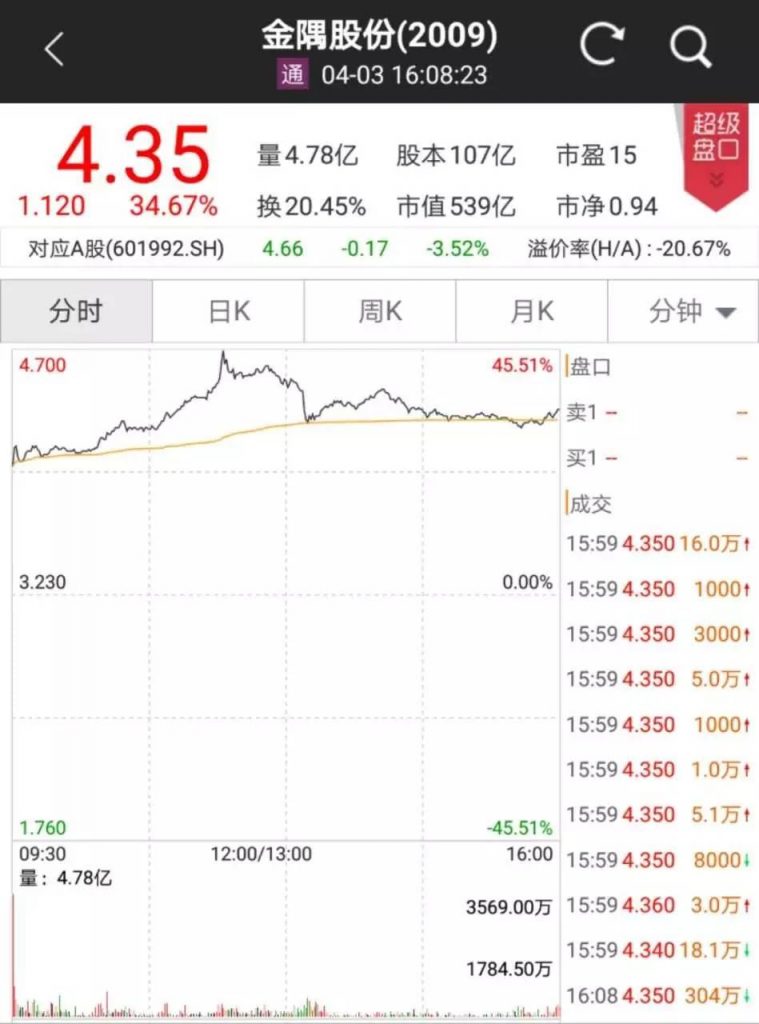 金隅股份(2009)
通 04-03 16:08:23
4.35
1.120 34.67%
量4.78亿 股本107亿 市盈15
换20.45% 市值539亿 市净0.94
超级
盘口
对应A股(601992.SH) 4.66 -0.17 -3.52% 溢价率(H/A):-20.67%
分时 日K 周K 月K 分钟
4.700 45.51%
3.230 0.00%
1.760 -45.51%
09:30 12:00/13:00 16:00
量：4.78亿
3569.00万
1784.50万
盘口
卖1 -- --
买1 -- --
成交
15:59 4.350 16.0万↑
15:59 4.350 1000↑
15:59 4.350 3000↑
15:59 4.350 5.0万↑
15:59 4.350 1000↑
15:59 4.350 1.0万↑
15:59 4.350 5.1万↑
15:59 4.350 8000↓
15:59 4.360 3.0万↑
15:59 4.340 18.1万↓
16:08 4.350 304万↓